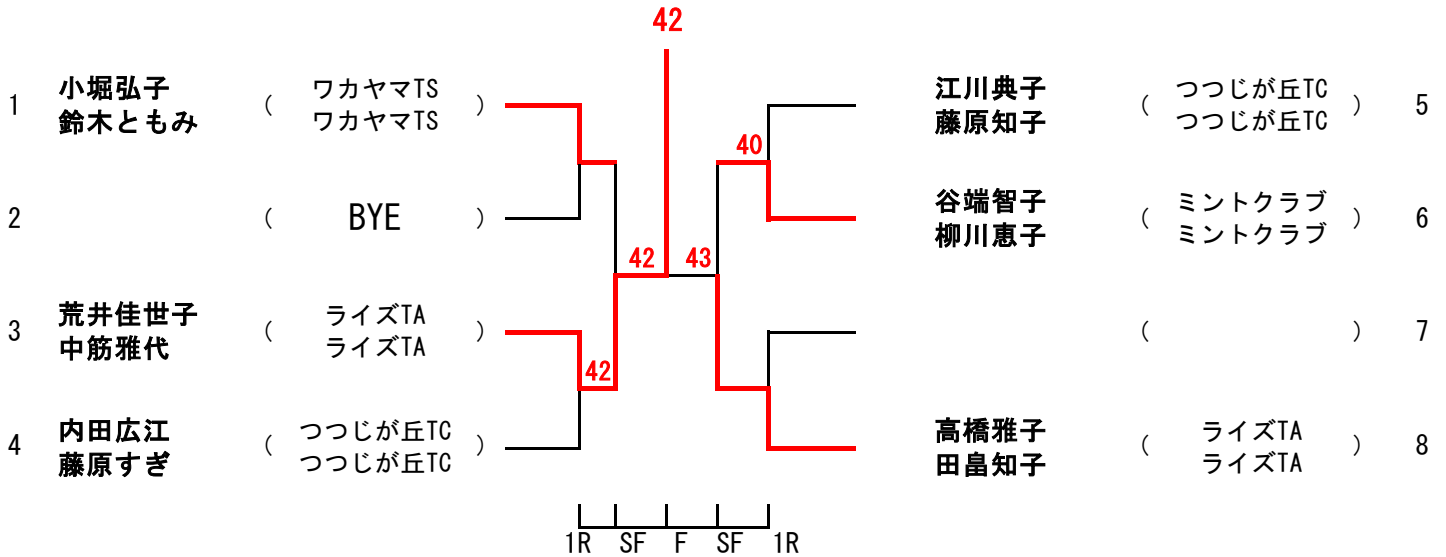 42
1 小堀弘子 ( ワカヤマTS )
鈴木ともみ ワカヤマTS
江川典子 ( つつじが丘TC ) 5
藤原知子 つつじが丘TC
40
2 ( BYE )
谷端智子 ( ミントクラブ ) 6
柳川恵子 ミントクラブ
42 43
3 荒井佳世子 ( ライズTA )
中筋雅代 ライズTA
( ) 7
42
4 内田広江 ( つつじが丘TC )
藤原すぎ つつじが丘TC
高橋雅子 ( ライズTA ) 8
田畠知子 ライズTA
1R SF F SF 1R